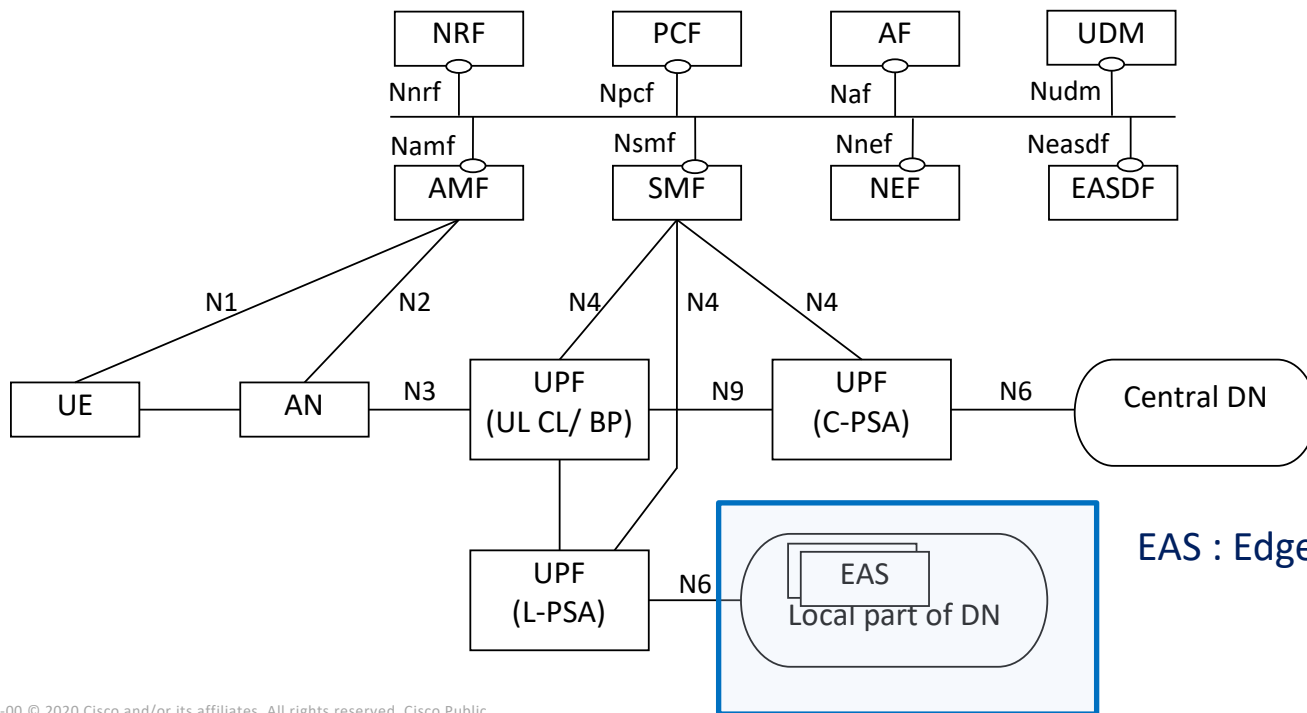 NRF
PCF
AF
UDM
Nnrf
Npcf
Naf
Nudm
Namf
Nsmf
Nnef
Neasdf
AMF
SMF
NEF
EASDF
N1
N2
N4
N4
N4
UE
AN
N3
UPF
(UL CL/ BP)
N9
UPF
(C-PSA)
N6
Central DN
UPF
(L-PSA)
N6
EAS
Local part of DN
EAS : Edge
-00 © 2020 Cisco and/or its affiliates. All rights reserved. Cisco Public